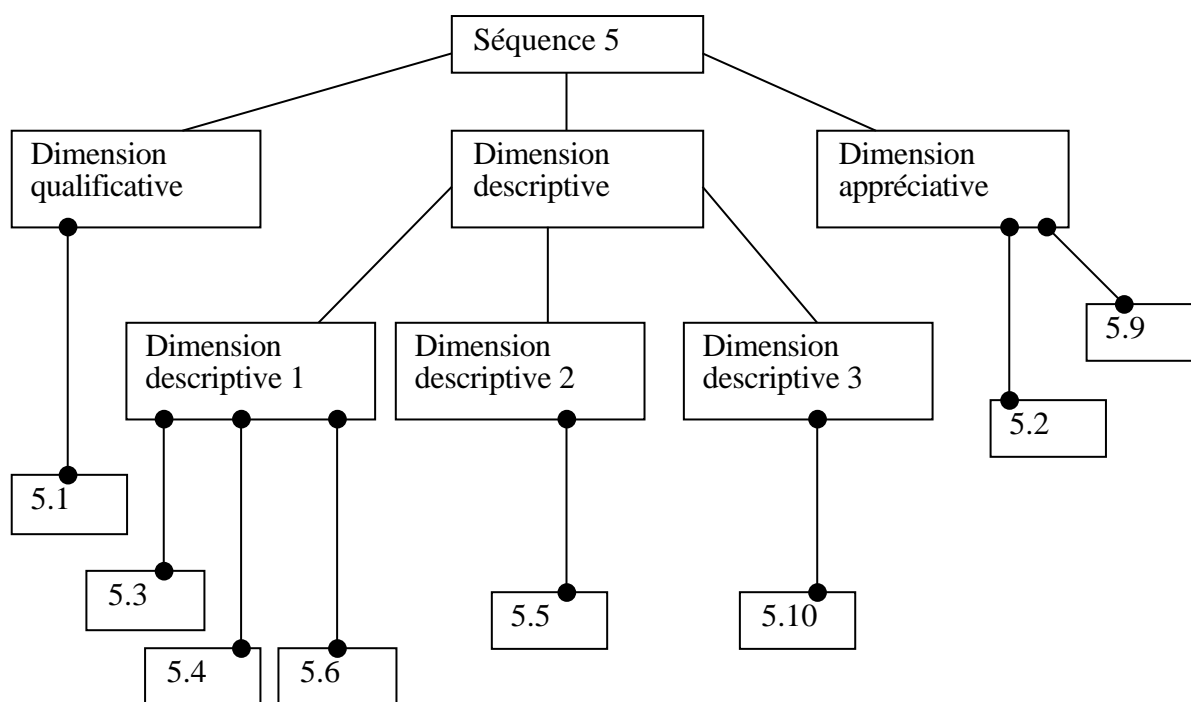 Séquence 5
Dimension
qualificative
Dimension
descriptive
Dimension
appréciative
Dimension
descriptive 1
Dimension
descriptive 2
Dimension
descriptive 3
5.9
5.2
5.1
5.3
5.5
5.10
5.4
5.6